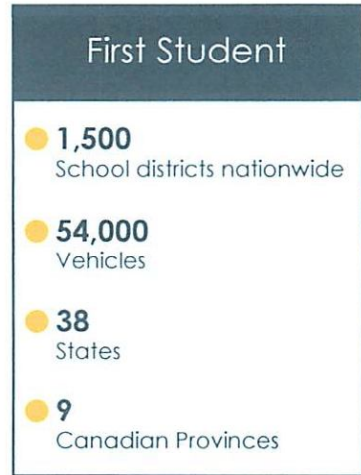 First Student
1,500
School districts nationwide
54,000
Vehicles
38
States
9
Canadian Provinces